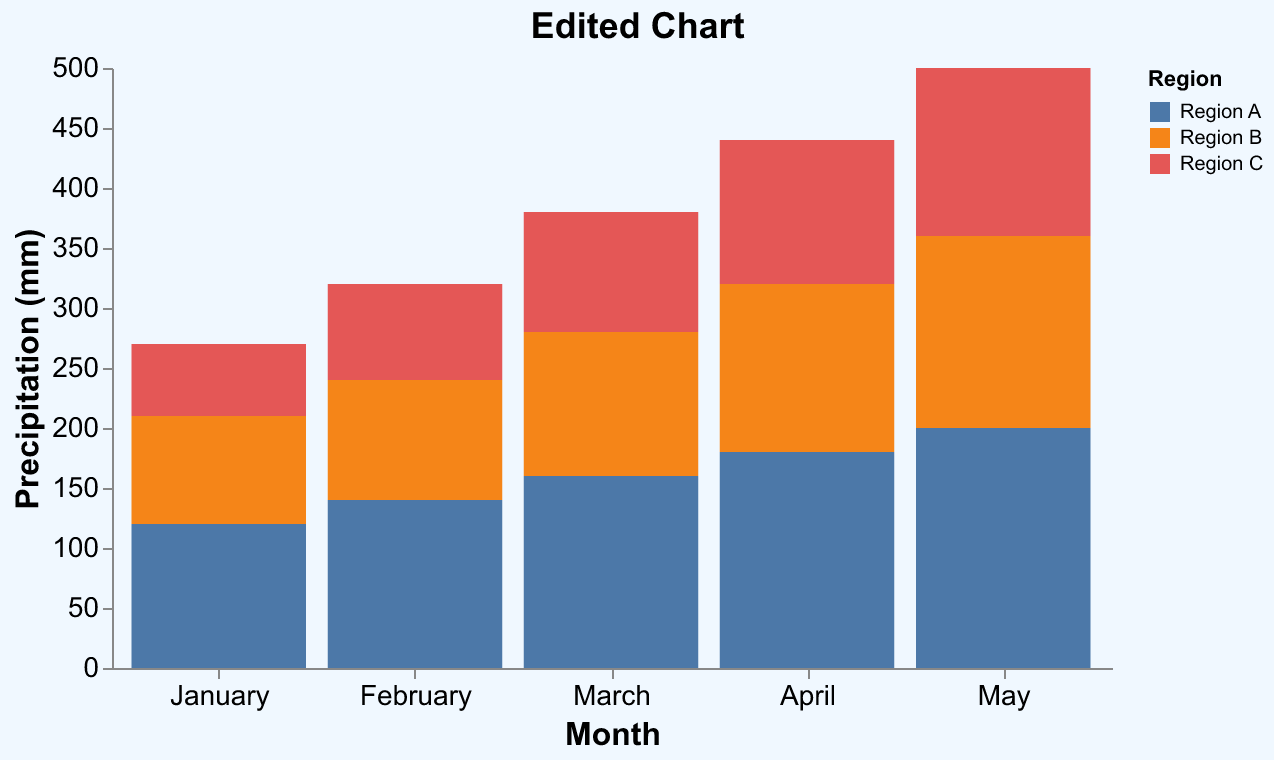 Edited Chart
Precipitation (mm)
500
450
400
350
300
250
200
150
100
50
0
January February March April May
Month
Region
Region A
Region B
Region C